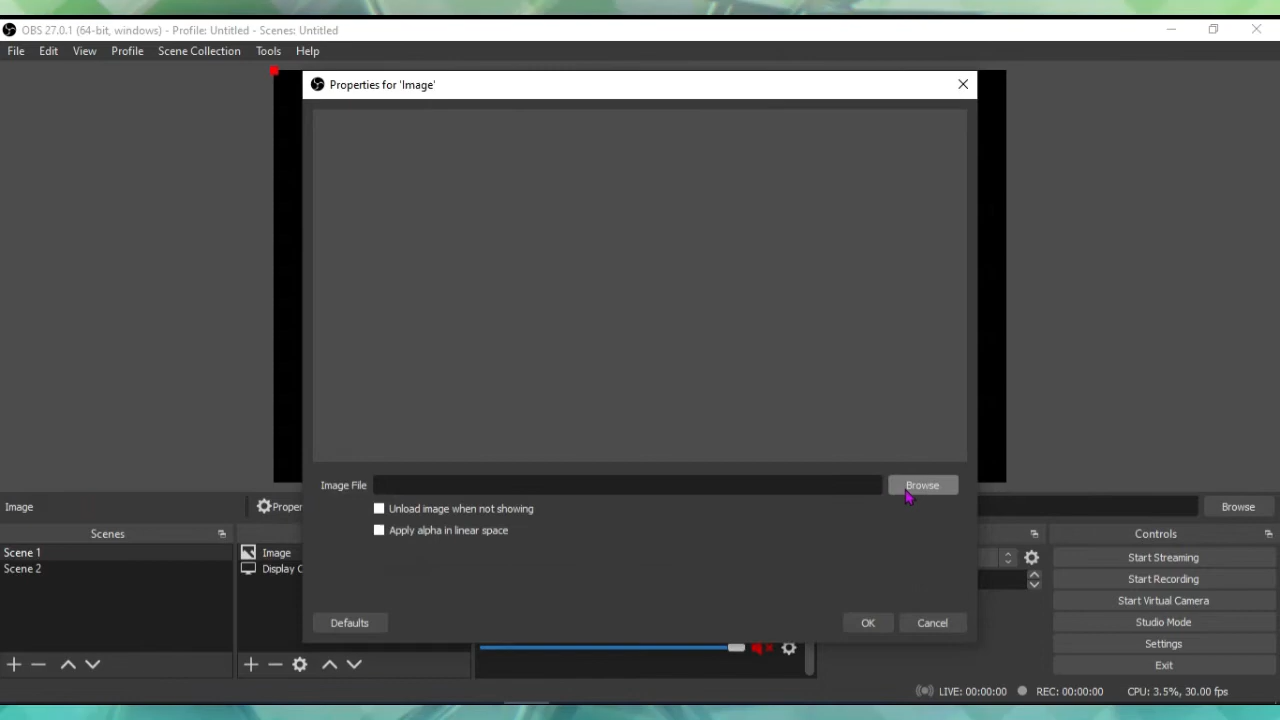 OBS 27.0.1 (64-bit, windows) - Profile: Untitled - Scenes: Untitled
File Edit View Profile Scene Collection Tools Help
Properties for 'Image'
Image File Browse
Unload image when not showing
Apply alpha in linear space
Defaults OK Cancel
Image Proper Browse
Scenes Controls
Scene 1
Scene 2
Image
Display C
Start Streaming
Start Recording
Start Virtual Camera
Studio Mode
Settings
Exit
LIVE: 00:00:00 REC: 00:00:00 CPU: 3.5%, 30.00 fps